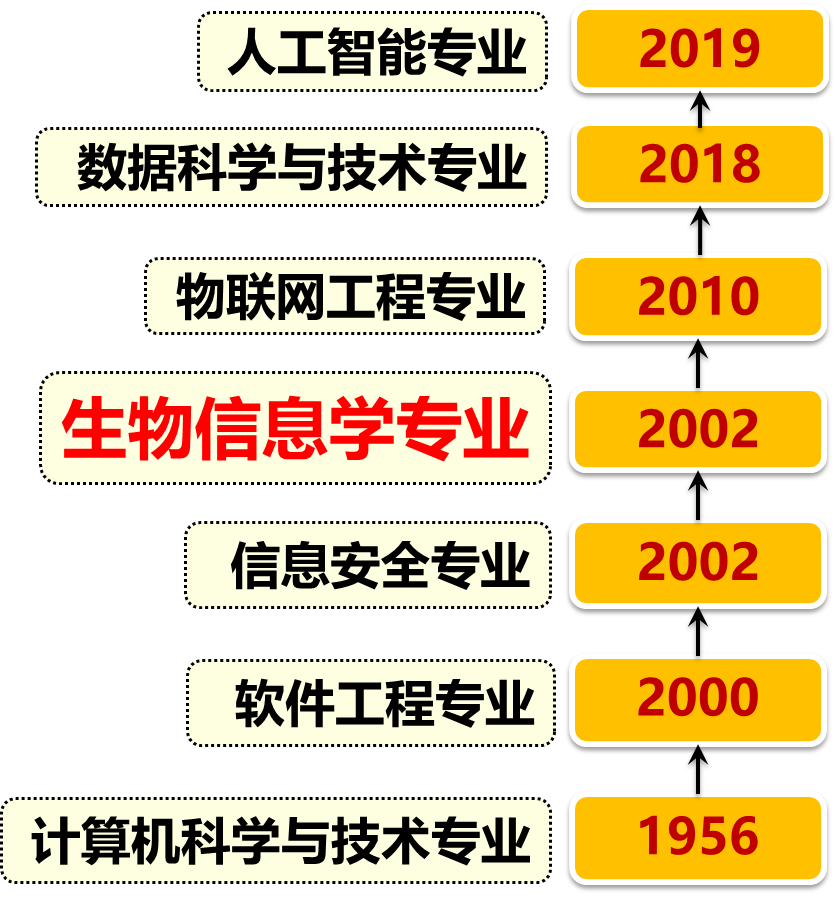 人工智能专业 2019
数据科学与技术专业 2018
物联网工程专业 2010
生物信息学专业 2002
信息安全专业 2002
软件工程专业 2000
计算机科学与技术专业 1956